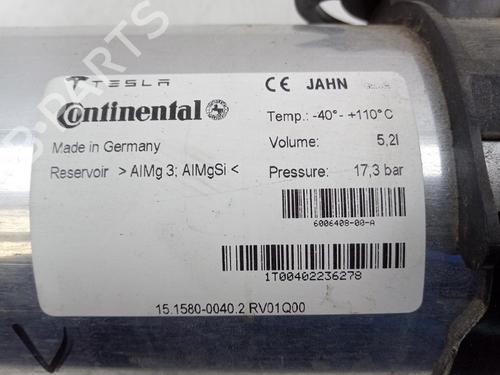 TESLA
CE JAHN
Continental
Temp.: -40°- +110°C
Made in Germany
Volume: 5,2l
Reservoir > AlMg 3; AlMgSi <
Pressure: 17,3 bar
6006408-00-A
1T00402236278
15.1580-0040.2 RV01Q00
B-PARTS
V